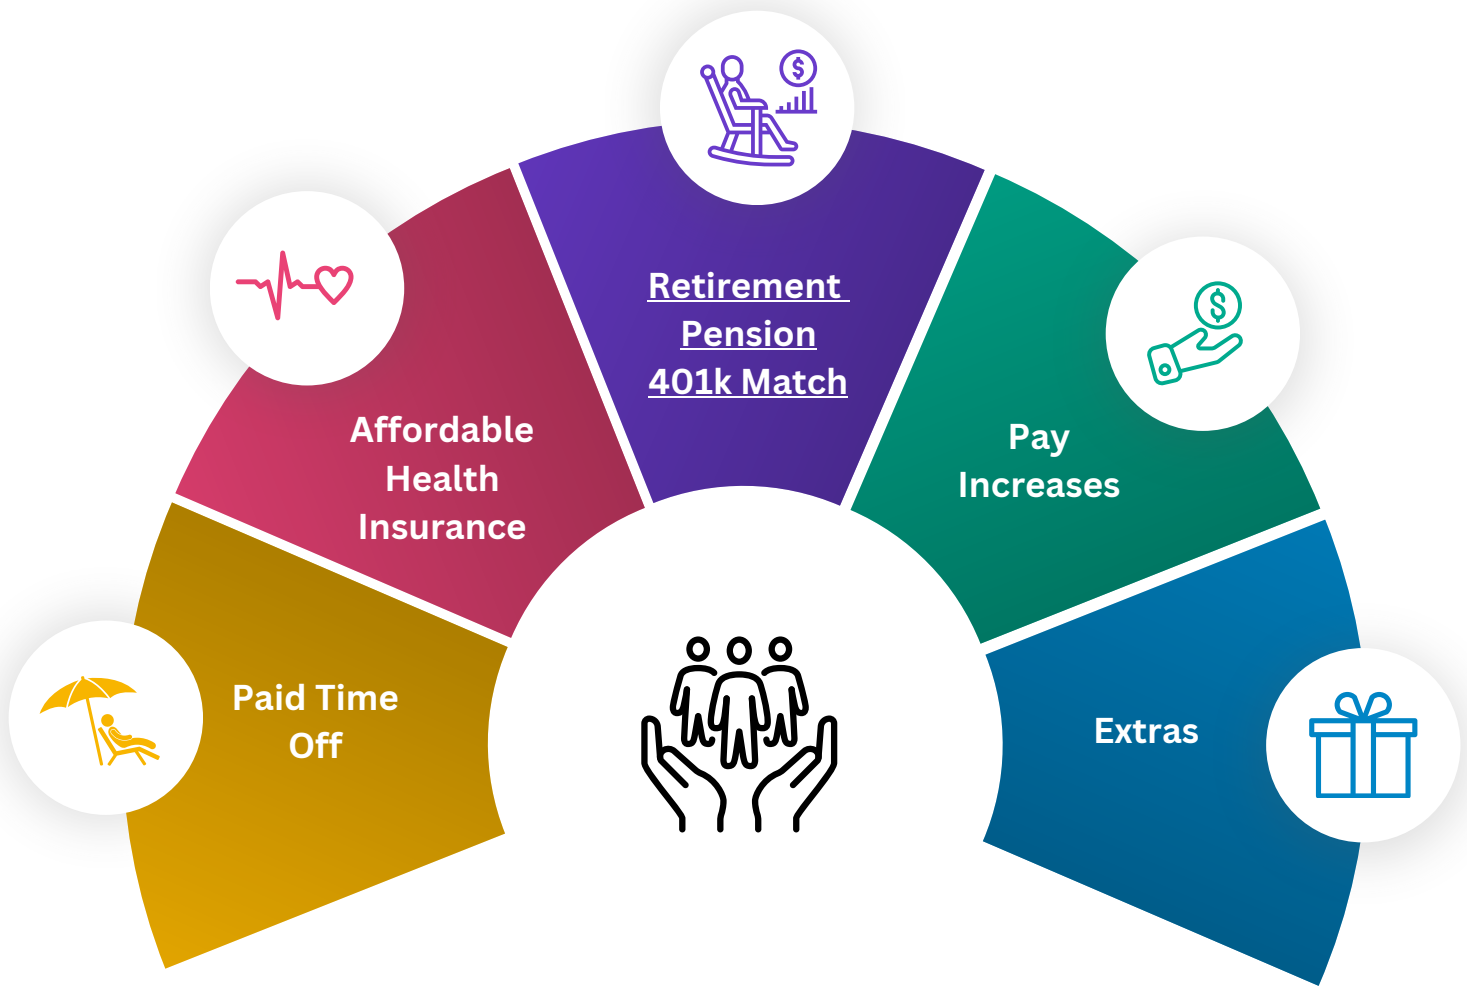 Retirement
Pension
401k Match
Affordable
Health
Insurance
Pay
Increases
Paid Time
Off
Extras